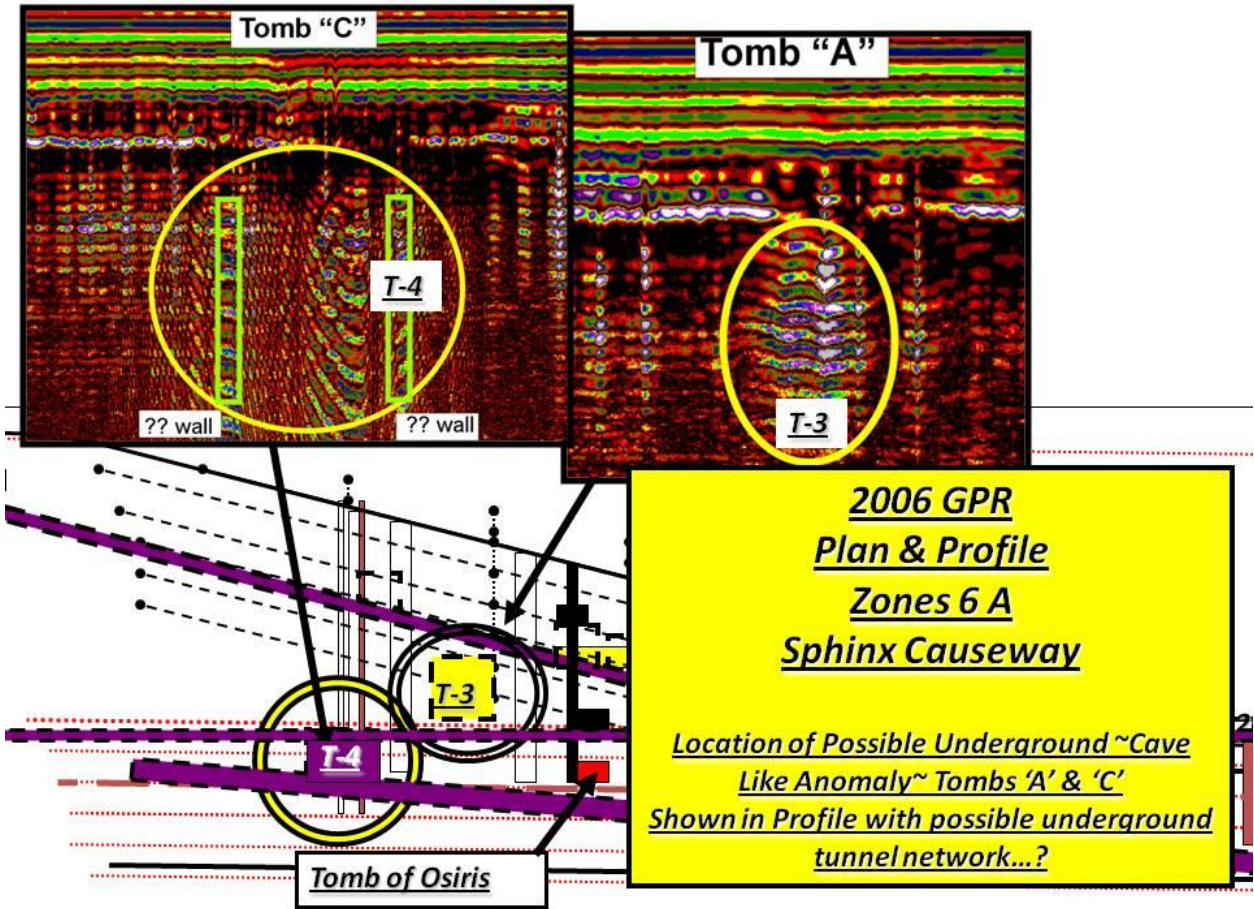 Tomb “C”
T-4
?? wall
?? wall
Tomb “A”
T-3
2006 GPR
Plan & Profile
Zones 6 A
Sphinx Causeway
Location of Possible Underground ~Cave
Like Anomaly~ Tombs ‘A’ & ‘C’
Shown in Profile with possible underground
tunnel network...?
T-3
T-4
Tomb of Osiris